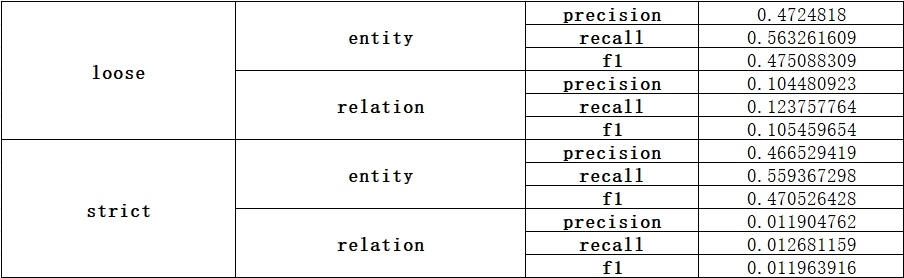 loose entity precision 0.4724818
recall 0.563261609
f1 0.475088309
relation precision 0.104480923
recall 0.123757764
f1 0.105459654
strict entity precision 0.466529419
recall 0.559367298
f1 0.470526428
relation precision 0.011904762
recall 0.012681159
f1 0.011963916